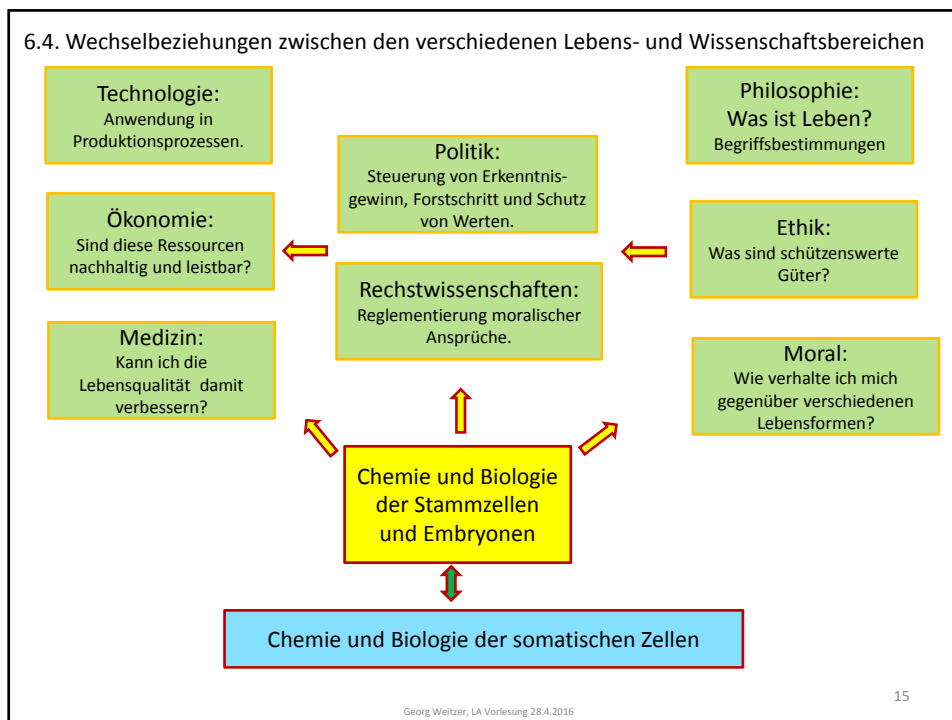 6.4. Wechselbeziehungen zwischen den verschiedenen Lebens- und Wissenschaftsbereichen
Technologie:
Anwendung in
Produktionsprozessen.
Ökonomie:
Sind diese Ressourcen
nachhaltig und leistbar?
Medizin:
Kann ich die
Lebensqualität damit
verbessern?
Politik:
Steuerung von Erkenntnis-
gewinn, Forstschritt und Schutz
von Werten.
Rechstwissenschaften:
Reglementierung moralischer
Ansprüche.
Philosophie:
Was ist Leben?
Begriffsbestimmungen
Ethik:
Was sind schützenswerte
Güter?
Moral:
Wie verhalte ich mich
gegenüber verschiedenen
Lebensformen?
Chemie und Biologie
der Stammzellen
und Embryonen
Chemie und Biologie der somatischen Zellen
Georg Weitzer, LA Vorlesung 28.4.2016
15